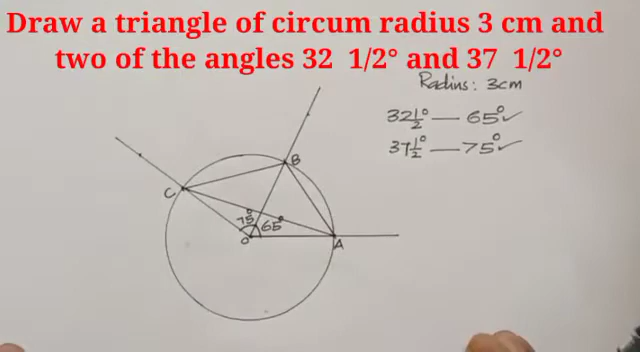 Draw a triangle of circum radius 3 cm and
two of the angles 32 1/2° and 37 1/2°
Radius: 3cm
32½° — 65° ✓
37½° — 75° ✓
B
C
75° 65°
O
A